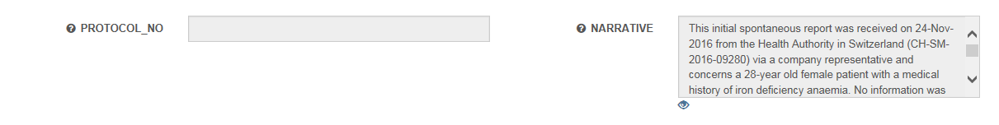 PROTOCOL_NO
NARRATIVE
This initial spontaneous report was received on 24-Nov-
2016 from the Health Authority in Switzerland (CH-SM-
2016-09280) via a company representative and
concerns a 28-year old female patient with a medical
history of iron deficiency anaemia. No information was